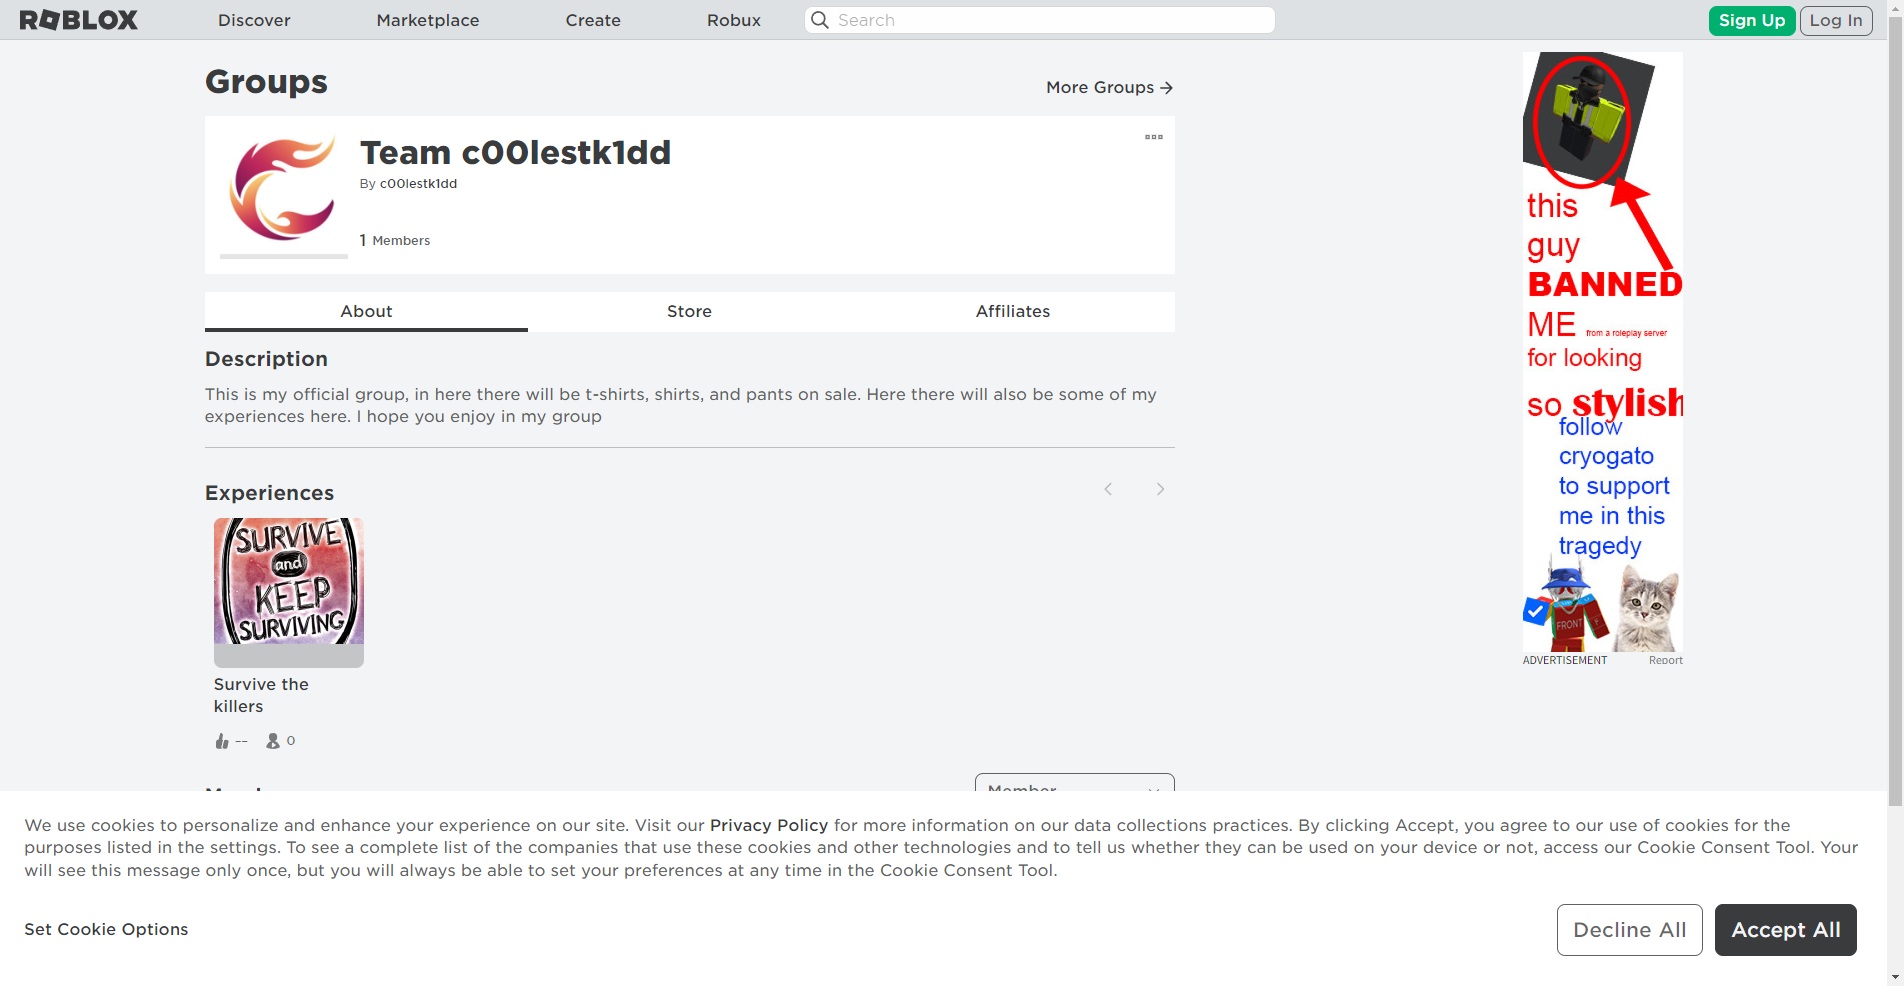 ROBLOX
Discover
Marketplace
Create
Robux
Search
Sign Up
Log In
Groups
More Groups →
Team c00lestk1dd
By c00lestk1dd
1 Members
About
Store
Affiliates
Description
This is my official group, in here there will be t-shirts, shirts, and pants on sale. Here there will also be some of my
experiences here. I hope you enjoy in my group
Experiences
SURVIVE
and
KEEP
SURVIVING
Survive the
killers
--
0
Member
this
guy
BANNED
ME from a roleplay server
for looking
so stylish
follow
cryogato
to support
me in this
tragedy
FRONT
F
ADVERTISEMENT
Report
We use cookies to personalize and enhance your experience on our site. Visit our Privacy Policy for more information on our data collections practices. By clicking Accept, you agree to our use of cookies for the
purposes listed in the settings. To see a complete list of the companies that use these cookies and other technologies and to tell us whether they can be used on your device or not, access our Cookie Consent Tool. Your
will see this message only once, but you will always be able to set your preferences at any time in the Cookie Consent Tool.
Set Cookie Options
Decline All
Accept All